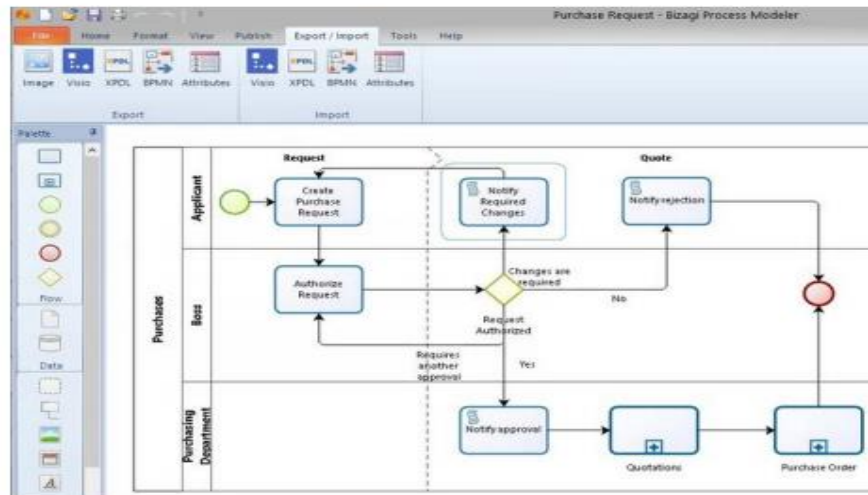 Purchase Request - Bizagi Process Modeler
File Home Format View Publish Export / Import Tools Help
Image Visio XPDL BPMN Attributes Visio XPDL BPMN Attributes
Export Import
Palette
Flow
Data
Purchases
Applicant
Boss
Purchasing
Department
Request Quote
Create
Purchase
Request
Notify
Required
Changes
Notify rejection
Authorize
Request
Changes are
required
No
Request
Authorized
Requires
another
approval
Yes
Notify approval
Quotations
Purchase Order